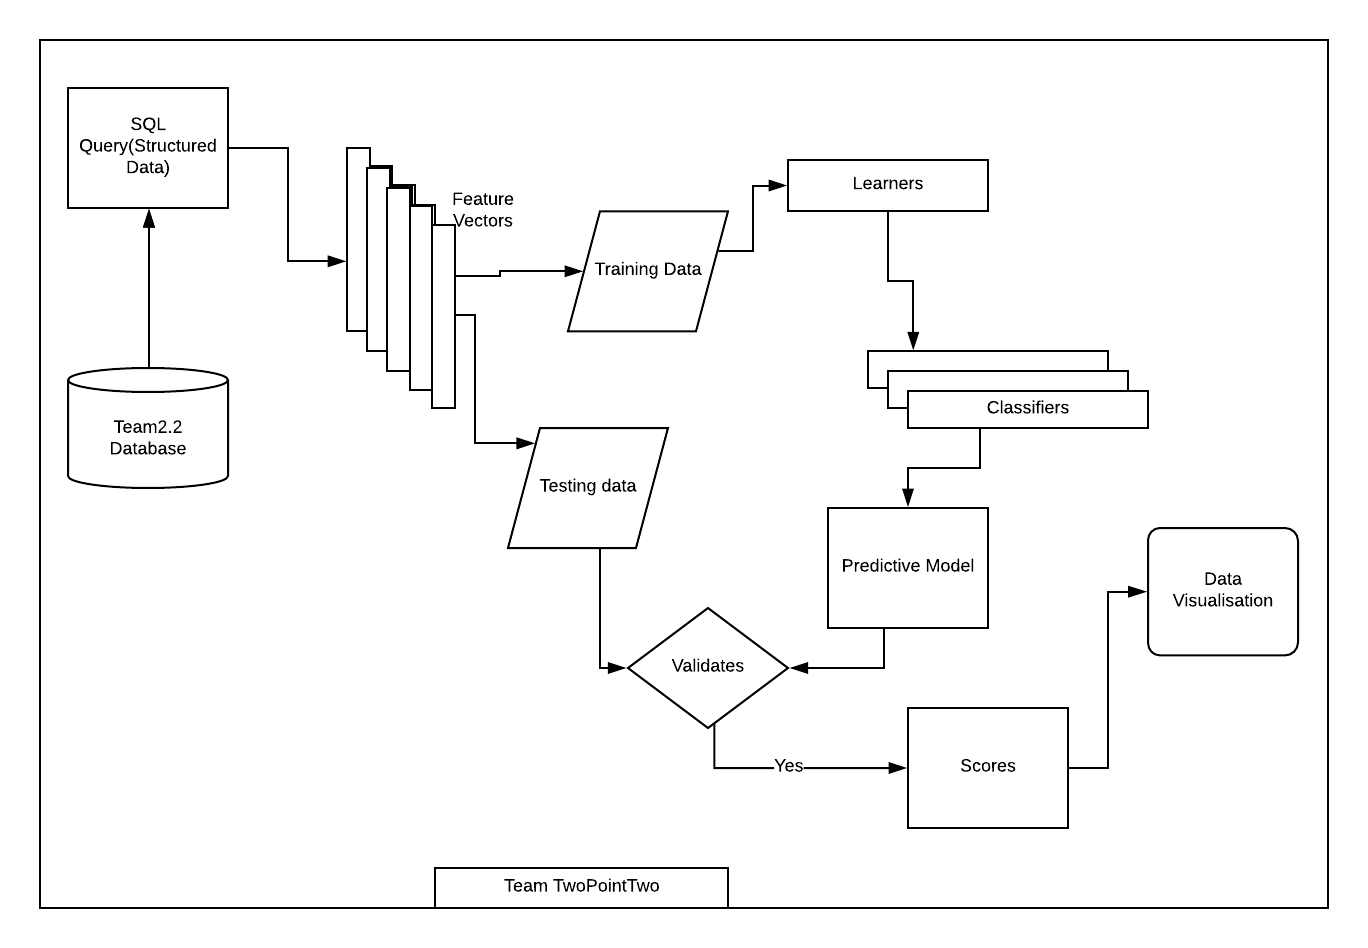 SQL
Query(Structured
Data)
Feature
Vectors
Learners
Training Data
Team2.2
Database
Classifiers
Testing data
Predictive Model
Data
Visualisation
Validates
Yes
Scores
Team TwoPointTwo